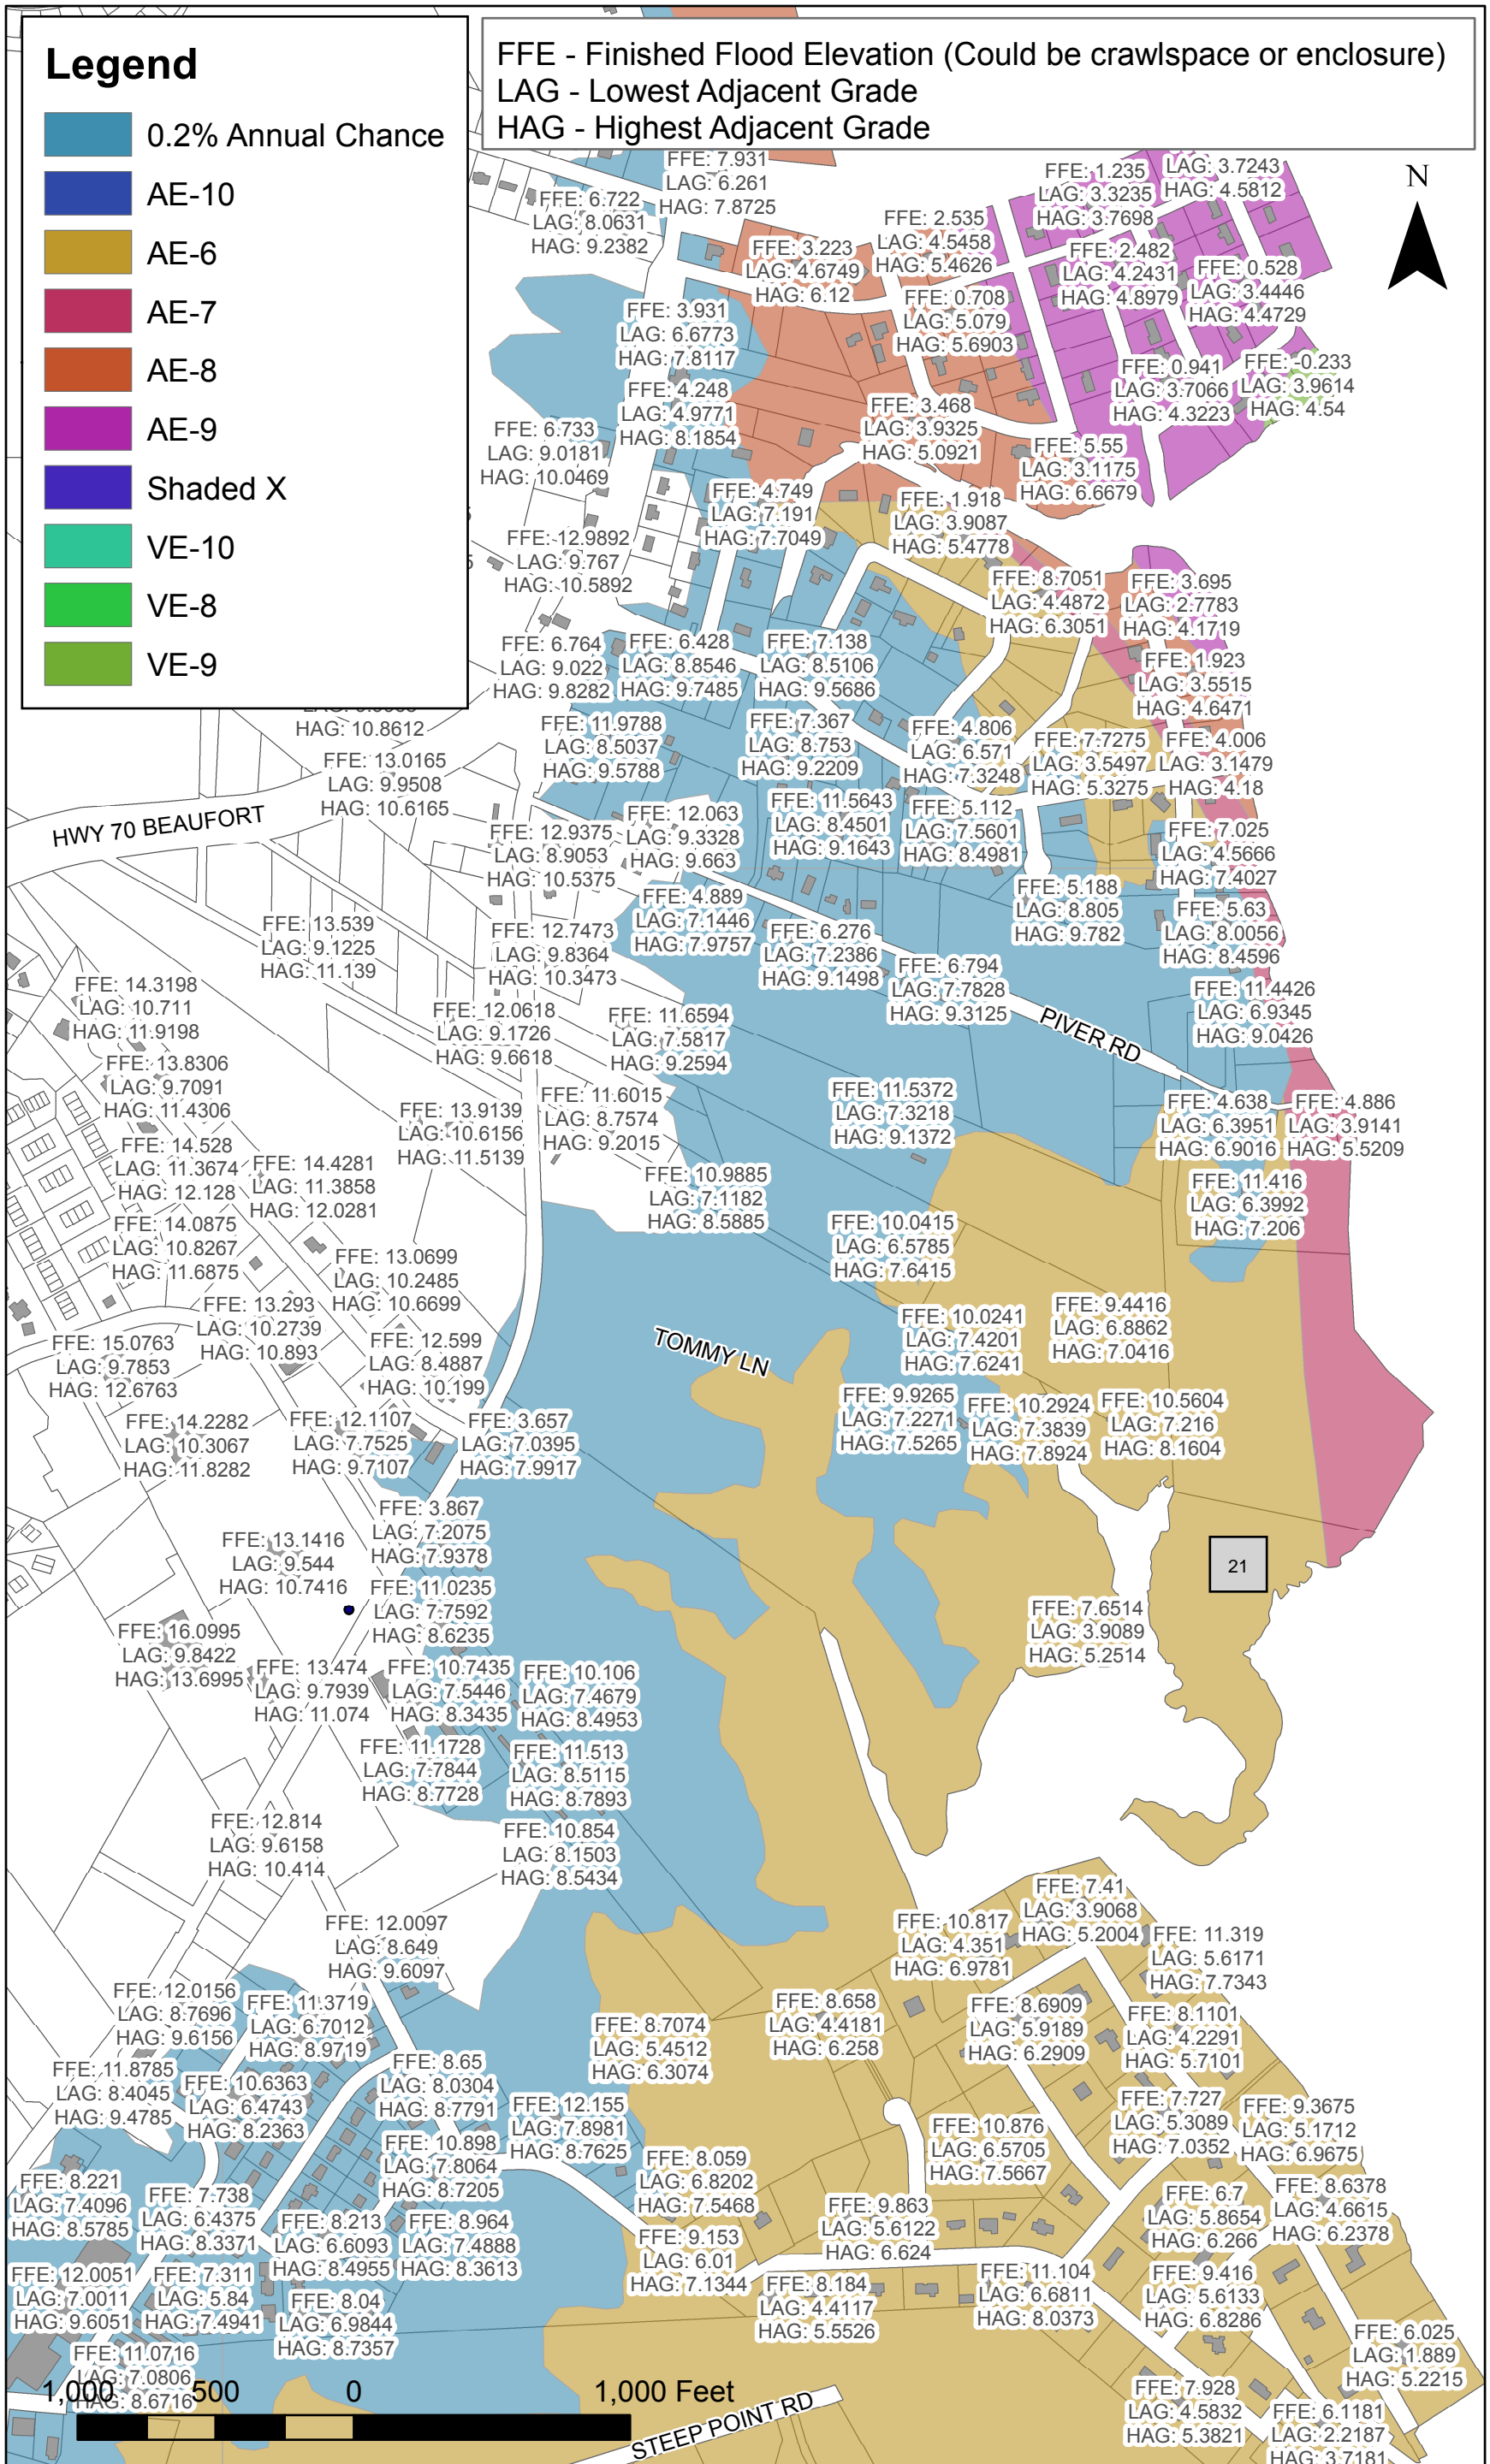 Legend
0.2% Annual Chance
AE-10
AE-6
AE-7
AE-8
AE-9
Shaded X
VE-10
VE-8
VE-9
FFE - Finished Flood Elevation (Could be crawlspace or enclosure)
LAG - Lowest Adjacent Grade
HAG - Highest Adjacent Grade
N
FFE: 7.931
LAG: 6.261
HAG: 7.8725
FFE: 6.722
LAG: 8.0631
HAG: 9.2382
FFE: 1.235
LAG: 3.3235
HAG: 3.7698
LAG: 3.7243
HAG: 4.5812
FFE: 2.535
LAG: 4.5458
HAG: 5.4626
FFE: 3.223
LAG: 4.6749
HAG: 6.12
FFE: 2.482
LAG: 4.2431
HAG: 4.8979
FFE: 0.528
LAG: 3.4446
HAG: 4.4729
FFE: 0.708
LAG: 5.079
HAG: 5.6903
FFE: 3.931
LAG: 6.6773
HAG: 7.8117
FFE: 0.941
LAG: 3.7066
HAG: 4.3223
FFE: -0.233
LAG: 3.9614
HAG: 4.54
FFE: 4.248
LAG: 4.9771
HAG: 8.1854
FFE: 3.468
LAG: 3.9325
HAG: 5.0921
FFE: 6.733
LAG: 9.0181
HAG: 10.0469
FFE: 5.55
LAG: 3.1175
HAG: 6.6679
FFE: 4.749
LAG: 7.191
HAG: 7.7049
FFE: 1.918
LAG: 3.9087
HAG: 5.4778
FFE: 12.9892
LAG: 9.767
HAG: 10.5892
FFE: 8.7051
LAG: 4.4872
HAG: 6.3051
FFE: 3.695
LAG: 2.7783
HAG: 4.1719
FFE: 6.764
LAG: 9.022
HAG: 9.8282
FFE: 6.428
LAG: 8.8546
HAG: 9.7485
FFE: 7.138
LAG: 8.5106
HAG: 9.5686
FFE: 1.923
LAG: 3.5515
HAG: 4.6471
HAG: 10.8612
FFE: 11.9788
LAG: 8.5037
HAG: 9.5788
FFE: 7.367
LAG: 8.753
HAG: 9.2209
FFE: 4.806
LAG: 6.571
HAG: 7.3248
FFE: 7.7275
LAG: 3.5497
HAG: 5.3275
FFE: 4.006
LAG: 3.1479
HAG: 4.18
FFE: 13.0165
LAG: 9.9508
HAG: 10.6165
HWY 70 BEAUFORT
FFE: 12.9375
LAG: 8.9053
HAG: 10.5375
FFE: 12.063
LAG: 9.3328
HAG: 9.663
FFE: 11.5643
LAG: 8.4501
HAG: 9.1643
FFE: 5.112
LAG: 7.5601
HAG: 8.4981
FFE: 7.025
LAG: 4.5666
HAG: 7.4027
FFE: 4.889
LAG: 7.1446
HAG: 7.9757
FFE: 5.188
LAG: 8.805
HAG: 9.782
FFE: 5.63
LAG: 8.0056
HAG: 8.4596
FFE: 13.539
LAG: 9.1225
HAG: 11.139
FFE: 12.7473
LAG: 9.8364
HAG: 10.3473
FFE: 6.276
LAG: 7.2386
HAG: 9.1498
FFE: 6.794
LAG: 7.7828
HAG: 9.3125
FFE: 14.3198
LAG: 10.711
HAG: 11.9198
FFE: 12.0618
LAG: 9.1726
HAG: 9.6618
FFE: 11.6594
LAG: 7.5817
HAG: 9.2594
PIVER RD
FFE: 11.4426
LAG: 6.9345
HAG: 9.0426
FFE: 13.8306
LAG: 9.7091
HAG: 11.4306
FFE: 13.9139
LAG: 10.6156
HAG: 11.5139
FFE: 11.6015
LAG: 8.7574
HAG: 9.2015
FFE: 11.5372
LAG: 7.3218
HAG: 9.1372
FFE: 4.638
LAG: 6.3951
HAG: 6.9016
FFE: 4.886
LAG: 3.9141
HAG: 5.5209
FFE: 14.528
LAG: 11.3674
HAG: 12.128
FFE: 14.4281
LAG: 11.3858
HAG: 12.0281
FFE: 10.9885
LAG: 7.1182
HAG: 8.5885
FFE: 11.416
LAG: 6.3992
HAG: 7.206
FFE: 14.0875
LAG: 10.8267
HAG: 11.6875
FFE: 13.0699
LAG: 10.2485
HAG: 10.6699
FFE: 10.0415
LAG: 6.5785
HAG: 7.6415
FFE: 13.293
LAG: 10.2739
HAG: 10.893
FFE: 15.0763
LAG: 9.7853
HAG: 12.6763
FFE: 12.599
LAG: 8.4887
HAG: 10.199
TOMMY LN
FFE: 10.0241
LAG: 7.4201
HAG: 7.6241
FFE: 9.4416
LAG: 6.8862
HAG: 7.0416
FFE: 14.2282
LAG: 10.3067
HAG: 11.8282
FFE: 12.1107
LAG: 7.7525
HAG: 9.7107
FFE: 3.657
LAG: 7.0395
HAG: 7.9917
FFE: 9.9265
LAG: 7.2271
HAG: 7.5265
FFE: 10.2924
LAG: 7.3839
HAG: 7.8924
FFE: 10.5604
LAG: 7.216
HAG: 8.1604
FFE: 3.867
LAG: 7.2075
HAG: 7.9378
FFE: 13.1416
LAG: 9.544
HAG: 10.7416
21
FFE: 11.0235
LAG: 7.7592
HAG: 8.6235
FFE: 7.6514
LAG: 3.9089
HAG: 5.2514
FFE: 16.0995
LAG: 9.8422
HAG: 13.6995
FFE: 13.474
LAG: 9.7939
HAG: 11.074
FFE: 10.7435
LAG: 7.5446
HAG: 8.3435
FFE: 10.106
LAG: 7.4679
HAG: 8.4953
FFE: 11.1728
LAG: 7.7844
HAG: 8.7728
FFE: 11.513
LAG: 8.5115
HAG: 8.7893
FFE: 12.814
LAG: 9.6158
HAG: 10.414
FFE: 10.854
LAG: 8.1503
HAG: 8.5434
FFE: 7.41
LAG: 3.9068
HAG: 5.2004
FFE: 12.0097
LAG: 8.649
HAG: 9.6097
FFE: 10.817
LAG: 4.351
HAG: 6.9781
FFE: 11.319
LAG: 5.6171
HAG: 7.7343
FFE: 12.0156
LAG: 8.7696
HAG: 9.6156
FFE: 11.3719
LAG: 6.7012
HAG: 8.9719
FFE: 8.7074
LAG: 5.4512
HAG: 6.3074
FFE: 8.658
LAG: 4.4181
HAG: 6.258
FFE: 8.6909
LAG: 5.9189
HAG: 6.2909
FFE: 8.1101
LAG: 4.2291
HAG: 5.7101
FFE: 11.8785
LAG: 8.4045
HAG: 9.4785
FFE: 10.6363
LAG: 6.4743
HAG: 8.2363
FFE: 8.65
LAG: 8.0304
HAG: 8.7791
FFE: 12.155
LAG: 7.8981
HAG: 8.7625
FFE: 10.876
LAG: 6.5705
HAG: 7.5667
FFE: 7.727
LAG: 5.3089
HAG: 7.0352
FFE: 9.3675
LAG: 5.1712
HAG: 6.9675
FFE: 10.898
LAG: 7.8064
HAG: 8.7205
FFE: 8.059
LAG: 6.8202
HAG: 7.5468
FFE: 8.221
LAG: 7.4096
HAG: 8.5785
FFE: 7.738
LAG: 6.4375
HAG: 8.3371
FFE: 8.213
LAG: 6.6093
HAG: 8.4955
FFE: 8.964
LAG: 7.4888
HAG: 8.3613
FFE: 9.863
LAG: 5.6122
HAG: 6.624
FFE: 6.7
LAG: 5.8654
HAG: 6.266
FFE: 8.6378
LAG: 4.6615
HAG: 6.2378
FFE: 9.153
LAG: 6.01
HAG: 7.1344
FFE: 12.0051
LAG: 7.0011
HAG: 9.6051
FFE: 7.311
LAG: 5.84
HAG: 7.4941
FFE: 8.04
LAG: 6.9844
HAG: 8.7357
FFE: 8.184
LAG: 4.4117
HAG: 5.5526
FFE: 11.104
LAG: 6.6811
HAG: 8.0373
FFE: 9.416
LAG: 5.6133
HAG: 6.8286
FFE: 6.025
LAG: 1.889
HAG: 5.2215
FFE: 11.0716
LAG: 7.0806
HAG: 8.6716
1,000 500 0 1,000 Feet
STEEP POINT RD
FFE: 7.928
LAG: 4.5832
HAG: 5.3821
FFE: 6.1181
LAG: 2.2187
HAG: 3.7181